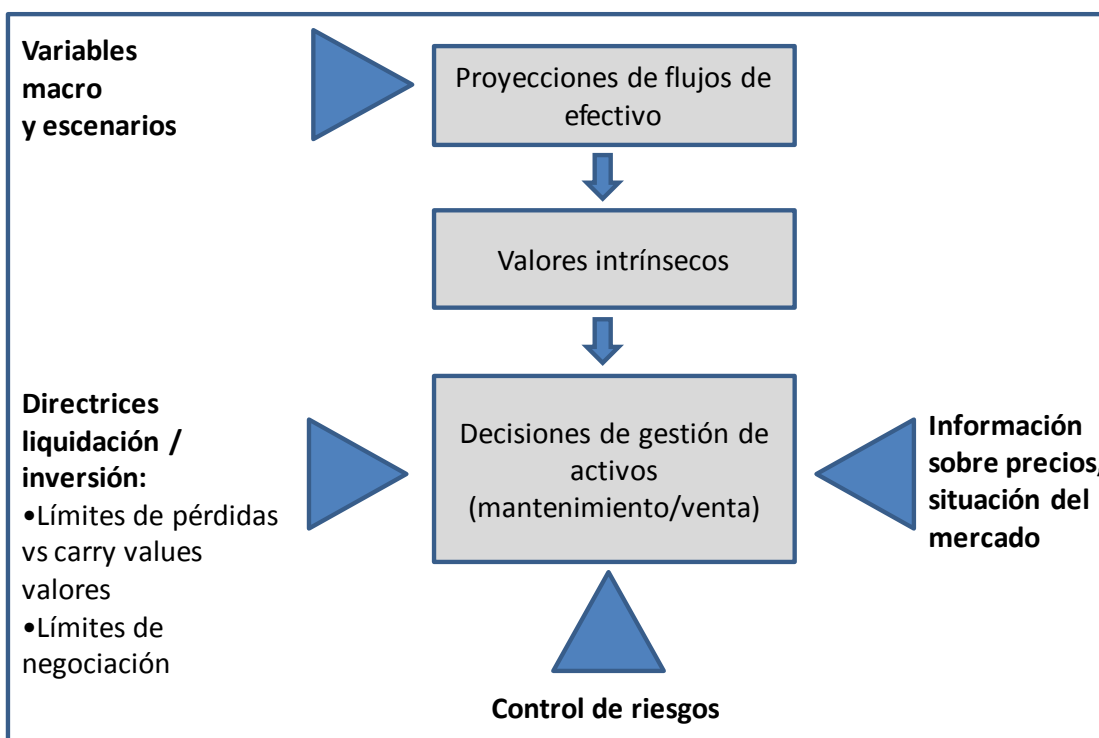 Variables
macro
y escenarios
Proyecciones de flujos de
efectivo
Valores intrínsecos
Directrices
liquidación /
inversión:
•Límites de pérdidas
vs carry values
valores
•Límites de
negociación
Decisiones de gestión de
activos
(mantenimiento/venta)
Información
sobre precios,
situación del
mercado
Control de riesgos